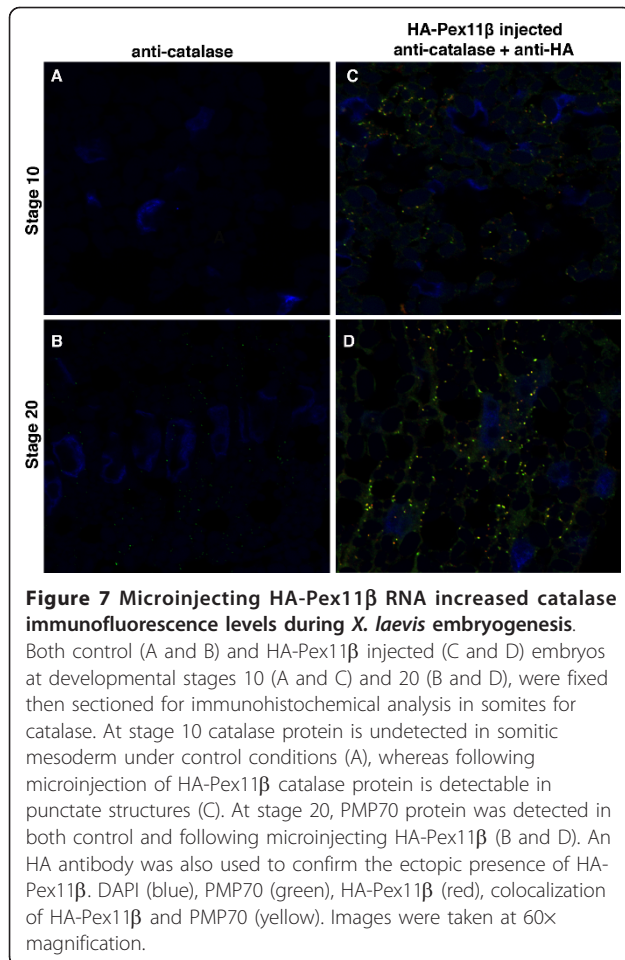 anti-catalase
HA-Pex11β injected
anti-catalase + anti-HA
A
C
Stage 10
B
D
Stage 20
Figure 7 Microinjecting HA-Pex11β RNA increased catalase
immunofluorescence levels during X. laevis embryogenesis.
Both control (A and B) and HA-Pex11β injected (C and D) embryos
at developmental stages 10 (A and C) and 20 (B and D), were fixed
then sectioned for immunohistochemical analysis in somites for
catalase. At stage 10 catalase protein is undetected in somitic
mesoderm under control conditions (A), whereas following
microinjection of HA-Pex11β catalase protein is detectable in
punctate structures (C). At stage 20, PMP70 protein was detected in
both control and following microinjecting HA-Pex11β (B and D). An
HA antibody was also used to confirm the ectopic presence of HA-
Pex11β. DAPI (blue), PMP70 (green), HA-Pex11β (red), colocalization
of HA-Pex11β and PMP70 (yellow). Images were taken at 60×
magnification.